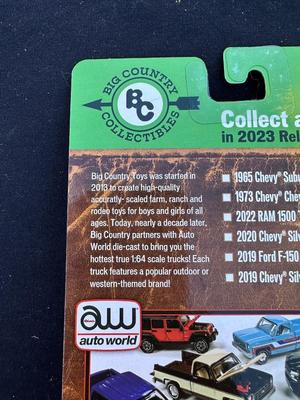 BIG COUNTRY
BC
COLLECTIBLES
Collect a
in 2023 Rel
Big Country Toys was started in
2013 to create high-quality
accuratly- scaled farm, ranch and
rodeo toys for boys and girls of all
ages. Today, nearly a decade later,
Big Country partners with Auto
World die-cast to bring you the
hottest true 1:64 scale trucks! Each
truck features a popular outdoor or
western-themed brand!
1965 Chevy Subu
1973 Chevy Chey
2022 RAM 1500
2020 Chevy Silv
2019 Ford F-150
2019 Chevy Silv
aw
auto world